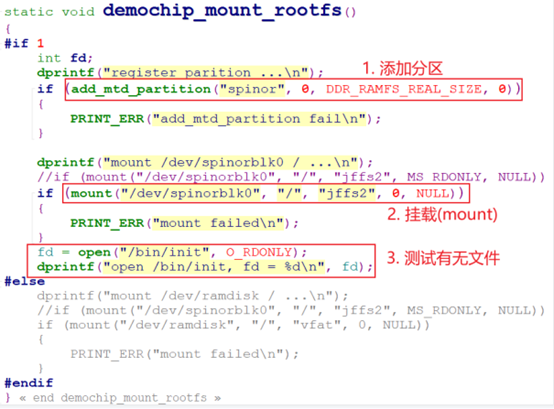 static void demochip_mount_rootfs()
{
#if 1
int fd;
dprintf("register parition ...\n");
1. 添加分区
if (add_mtd_partition("spinor", 0, DDR_RAMFS_REAL_SIZE, 0))
{
PRINT_ERR("add_mtd_partition fail\n");
}
dprintf("mount /dev/spinorblk0 / ...\n");
//if (mount("/dev/spinorblk0", "/", "jffs2", MS_RDONLY, NULL))
if (mount("/dev/spinorblk0", "/", "jffs2", 0, NULL))
{
2. 挂载(mount)
PRINT_ERR("mount failed\n");
}
fd = open("/bin/init", O_RDONLY);
dprintf("open /bin/init, fd = %d\n", fd);
3. 测试有无文件
#else
dprintf("mount /dev/ramdisk / ...\n");
//if (mount("/dev/spinorblk0", "/", "jffs2", MS_RDONLY, NULL))
if (mount("/dev/ramdisk", "/", "vfat", 0, NULL))
{
PRINT_ERR("mount failed\n");
}
#endif
} « end demochip_mount_rootfs »